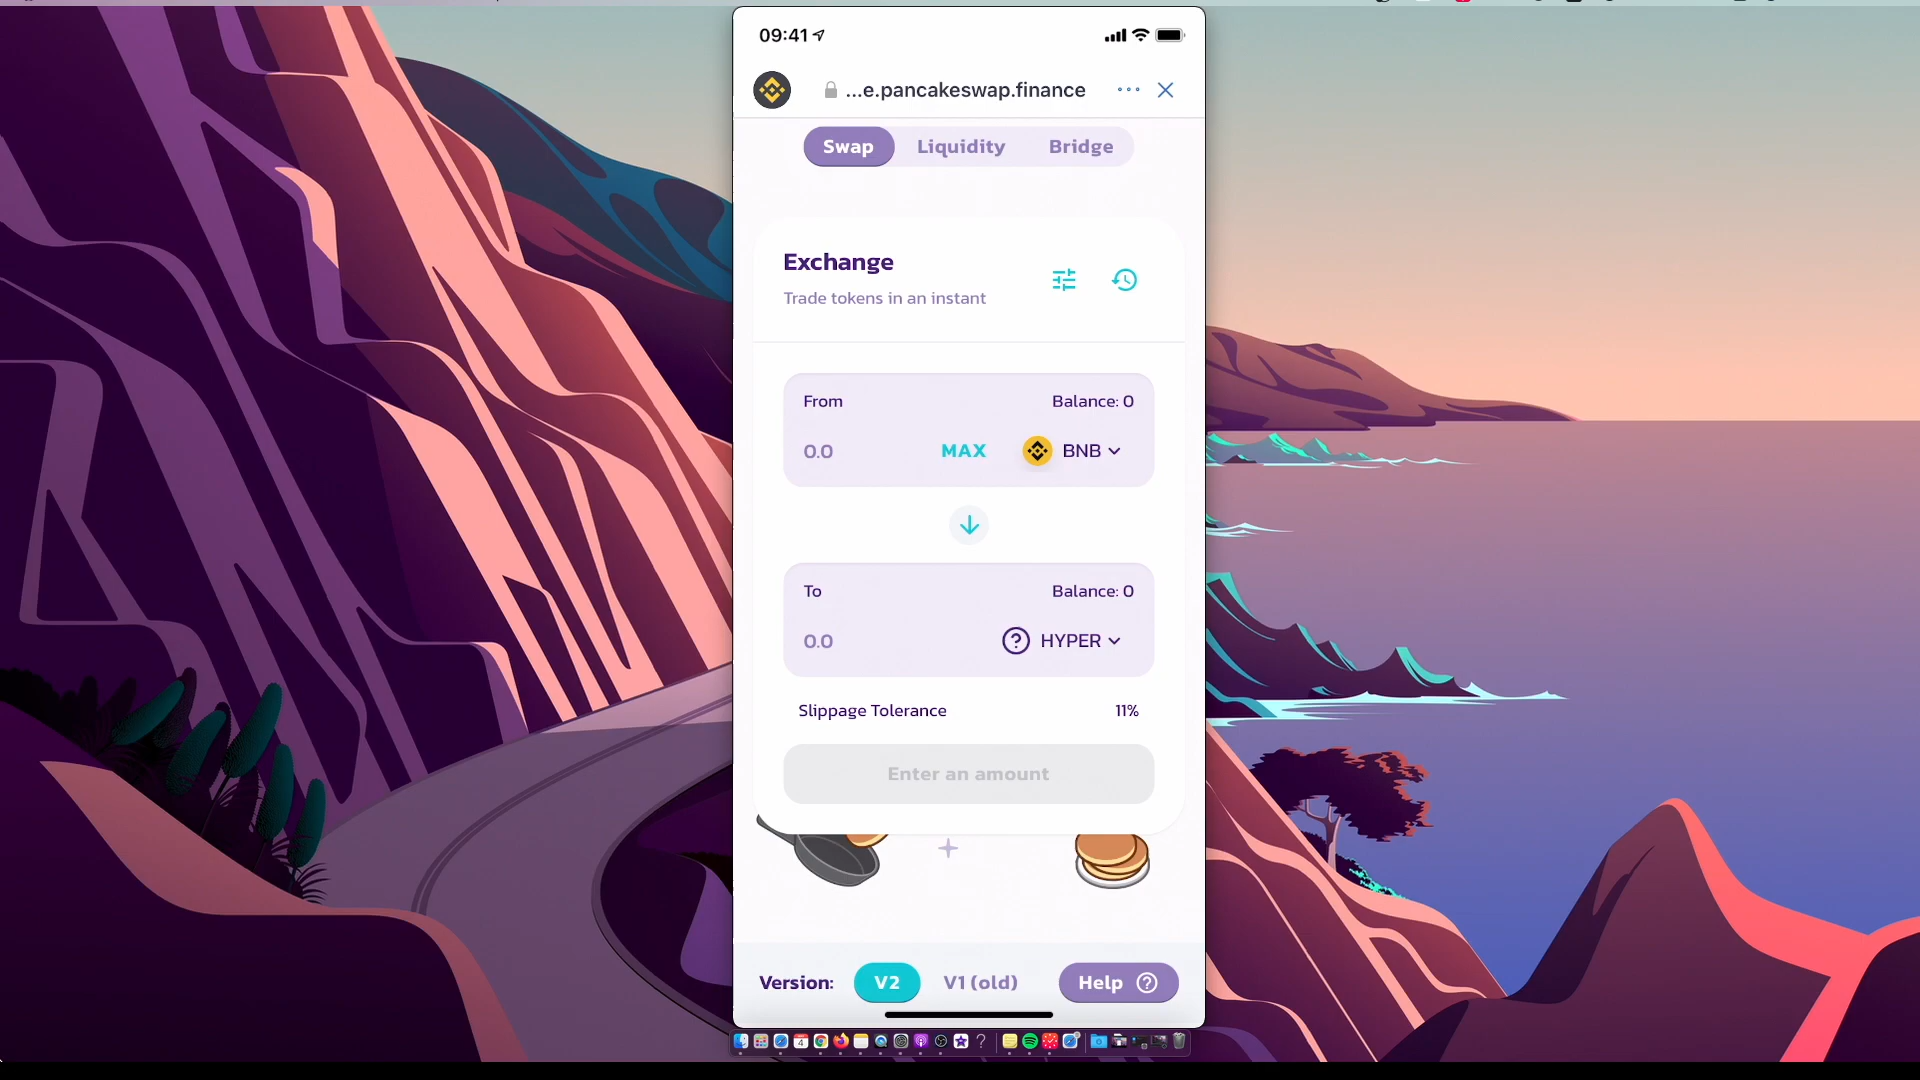 09:41
...e.pancakeswap.finance
Swap Liquidity Bridge
Exchange
Trade tokens in an instant
From Balance: 0
0.0 MAX BNB
To Balance: 0
0.0 ? HYPER
Slippage Tolerance 11%
Enter an amount
Version: V2 V1 (old) Help ?
4